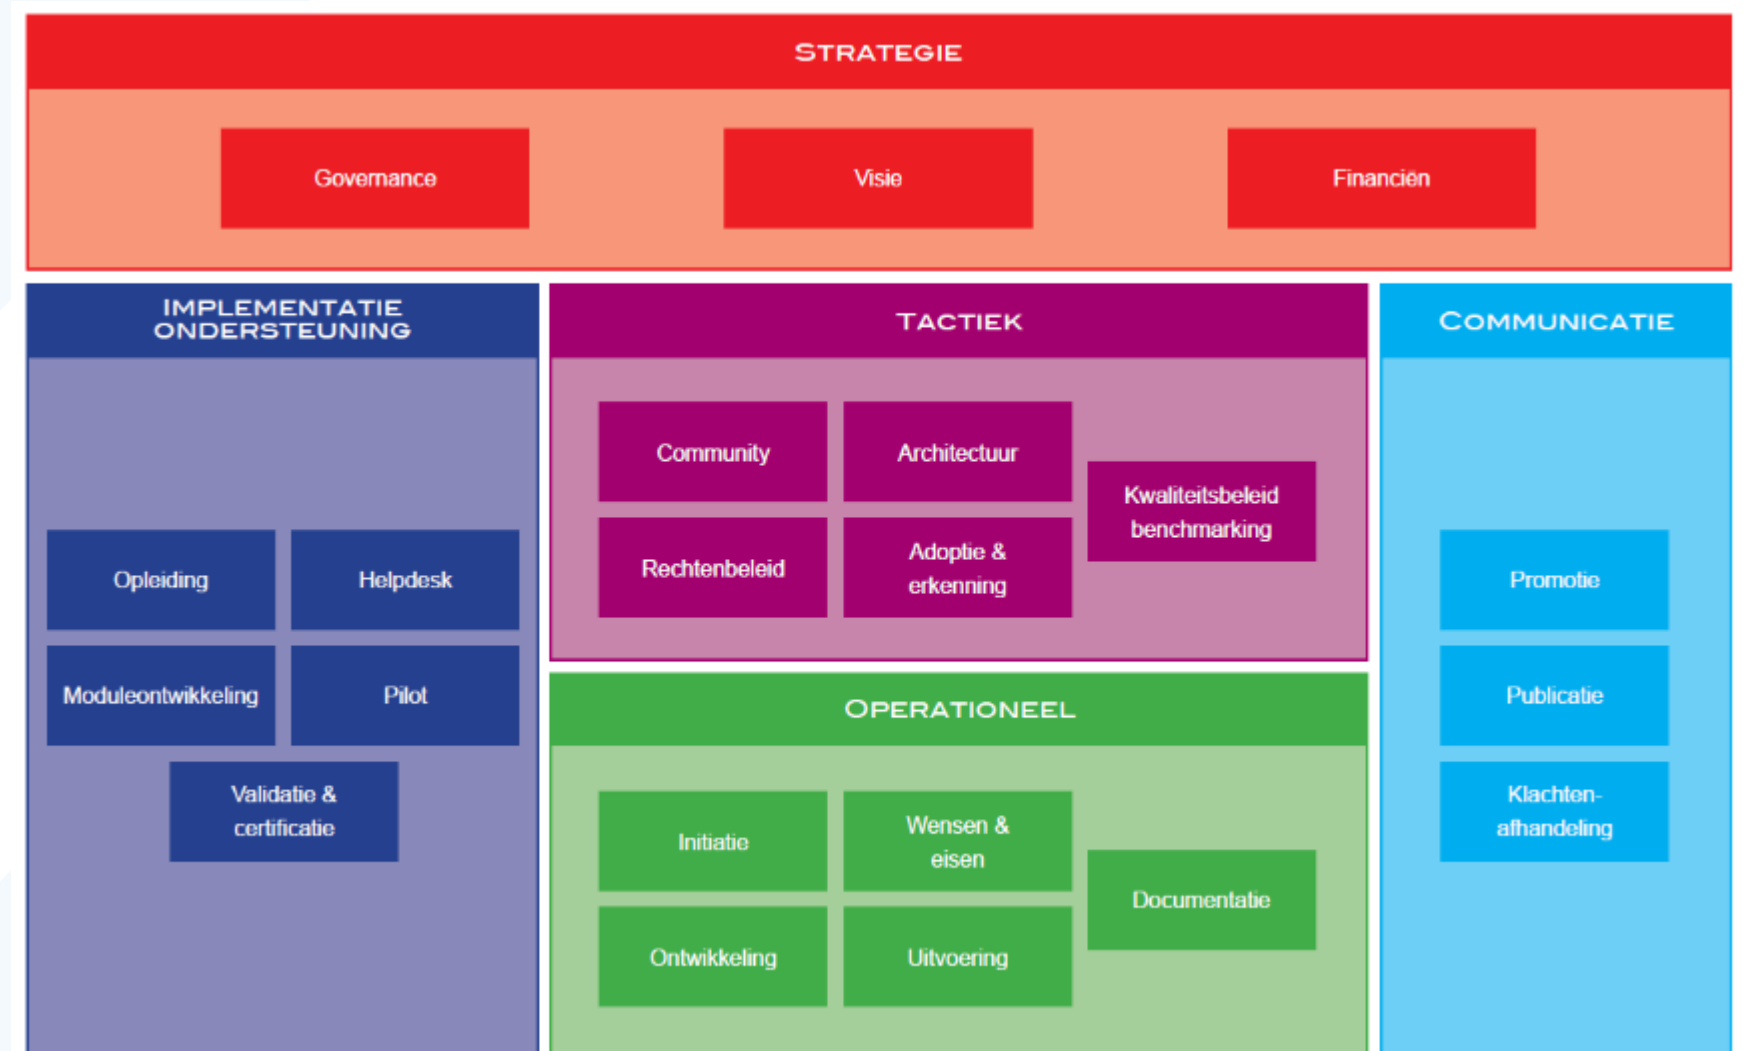 STRATEGIE
Governance
Visie
Financiën
IMPLEMENTATIE
ONDERSTEUNING
Opleiding
Helpdesk
Moduleontwikkeling
Pilot
Validatie &
certificatie
TACTIEK
Community
Architectuur
Kwaliteitsbeleid
benchmarking
Rechtenbeleid
Adoptie &
erkenning
OPERATIONEEL
Initiatie
Wensen &
eisen
Documentatie
Ontwikkeling
Uitvoering
COMMUNICATIE
Promotie
Publicatie
Klachten-
afhandeling